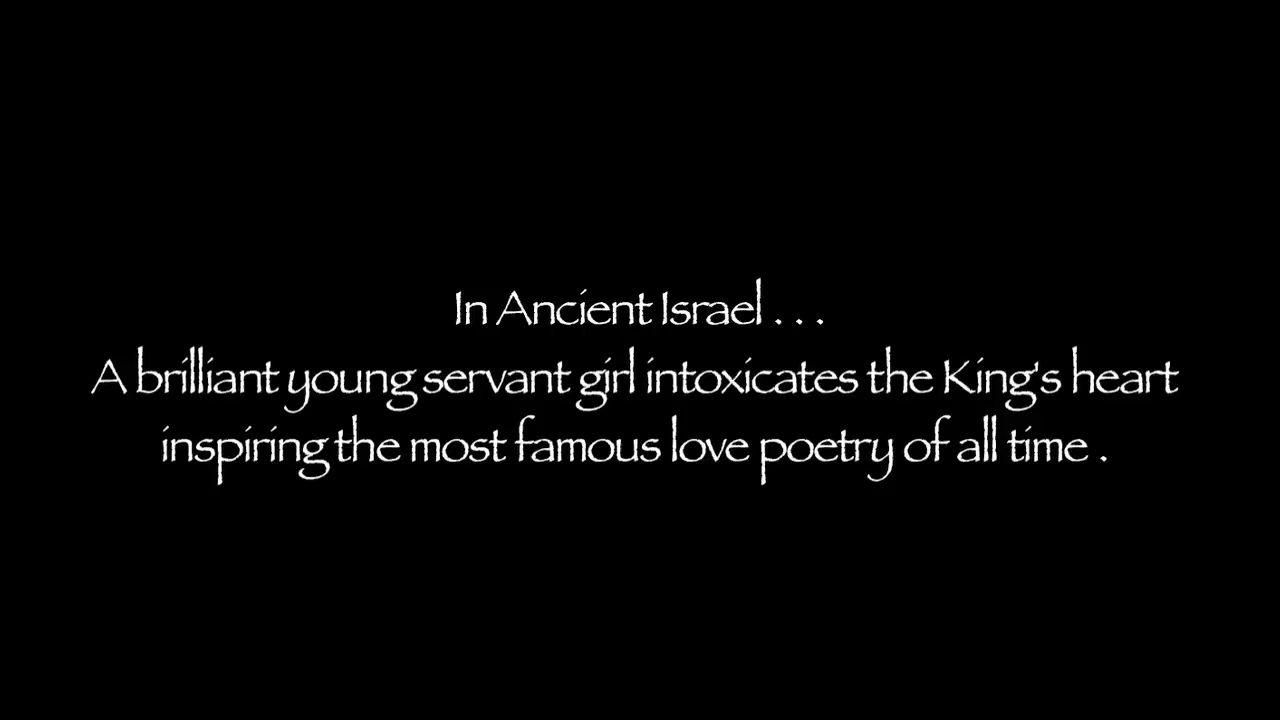 In Ancient Israel . . .
A brilliant young servant girl intoxicates the King's heart
inspiring the most famous love poetry of all time .